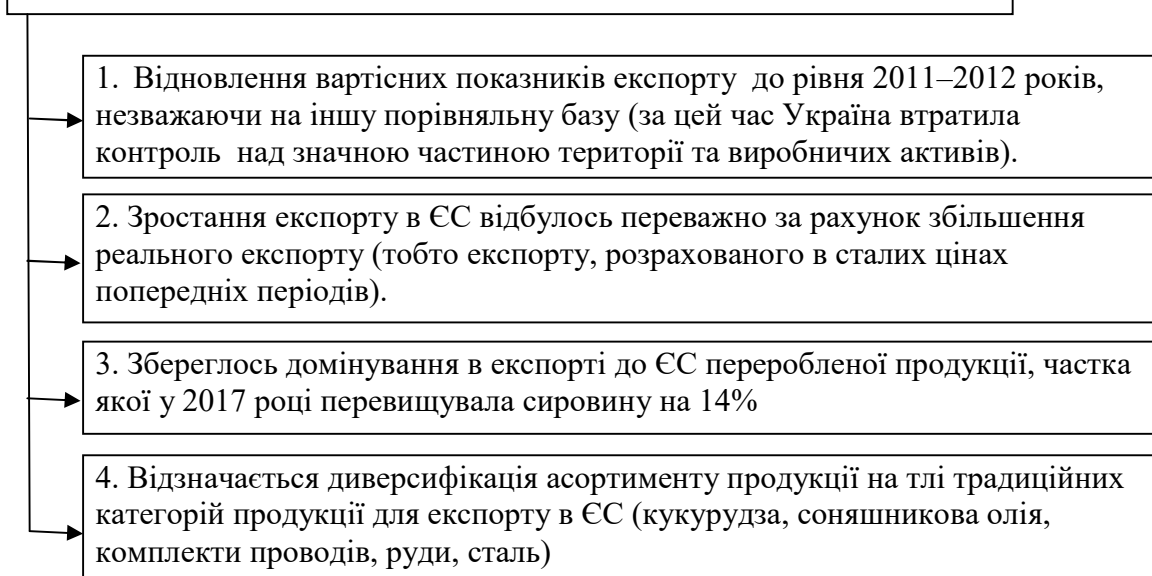 1. Відновлення вартісних показників експорту до рівня 2011–2012 років,
незважаючи на іншу порівняльну базу (за цей час Україна втратила
контроль над значною частиною території та виробничих активів).
2. Зростання експорту в ЄС відбулось переважно за рахунок збільшення
реального експорту (тобто експорту, розрахованого в сталих цінах
попередніх періодів).
3. Збереглось домінування в експорті до ЄС переробленої продукції, частка
якої у 2017 році перевищувала сировину на 14%
4. Відзначається диверсифікація асортименту продукції на тлі традиційних
категорій продукції для експорту в ЄС (кукурудза, соняшникова олія,
комплекти проводів, руди, сталь)